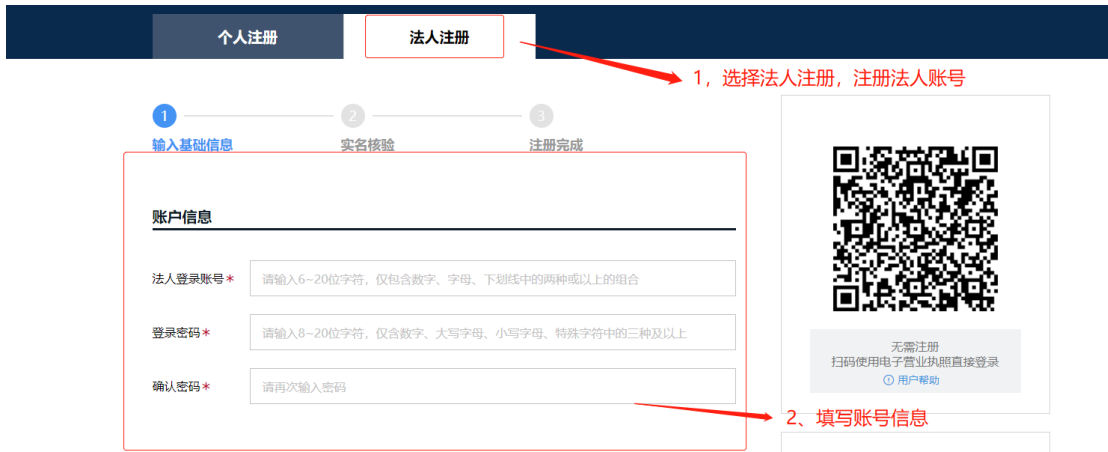 个人注册 法人注册
1，选择法人注册，注册法人账号
1 2 3
输入基础信息 实名核验 注册完成
账户信息
法人登录账号* 请输入6~20位字符，仅包含数字、字母、下划线中的两种或以上的组合
登录密码* 请输入8~20位字符，仅含数字、大写字母、小写字母、特殊字符中的三种及以上
确认密码* 请再次输入密码
无需注册
扫码使用电子营业执照直接登录
用户帮助
2、填写账号信息